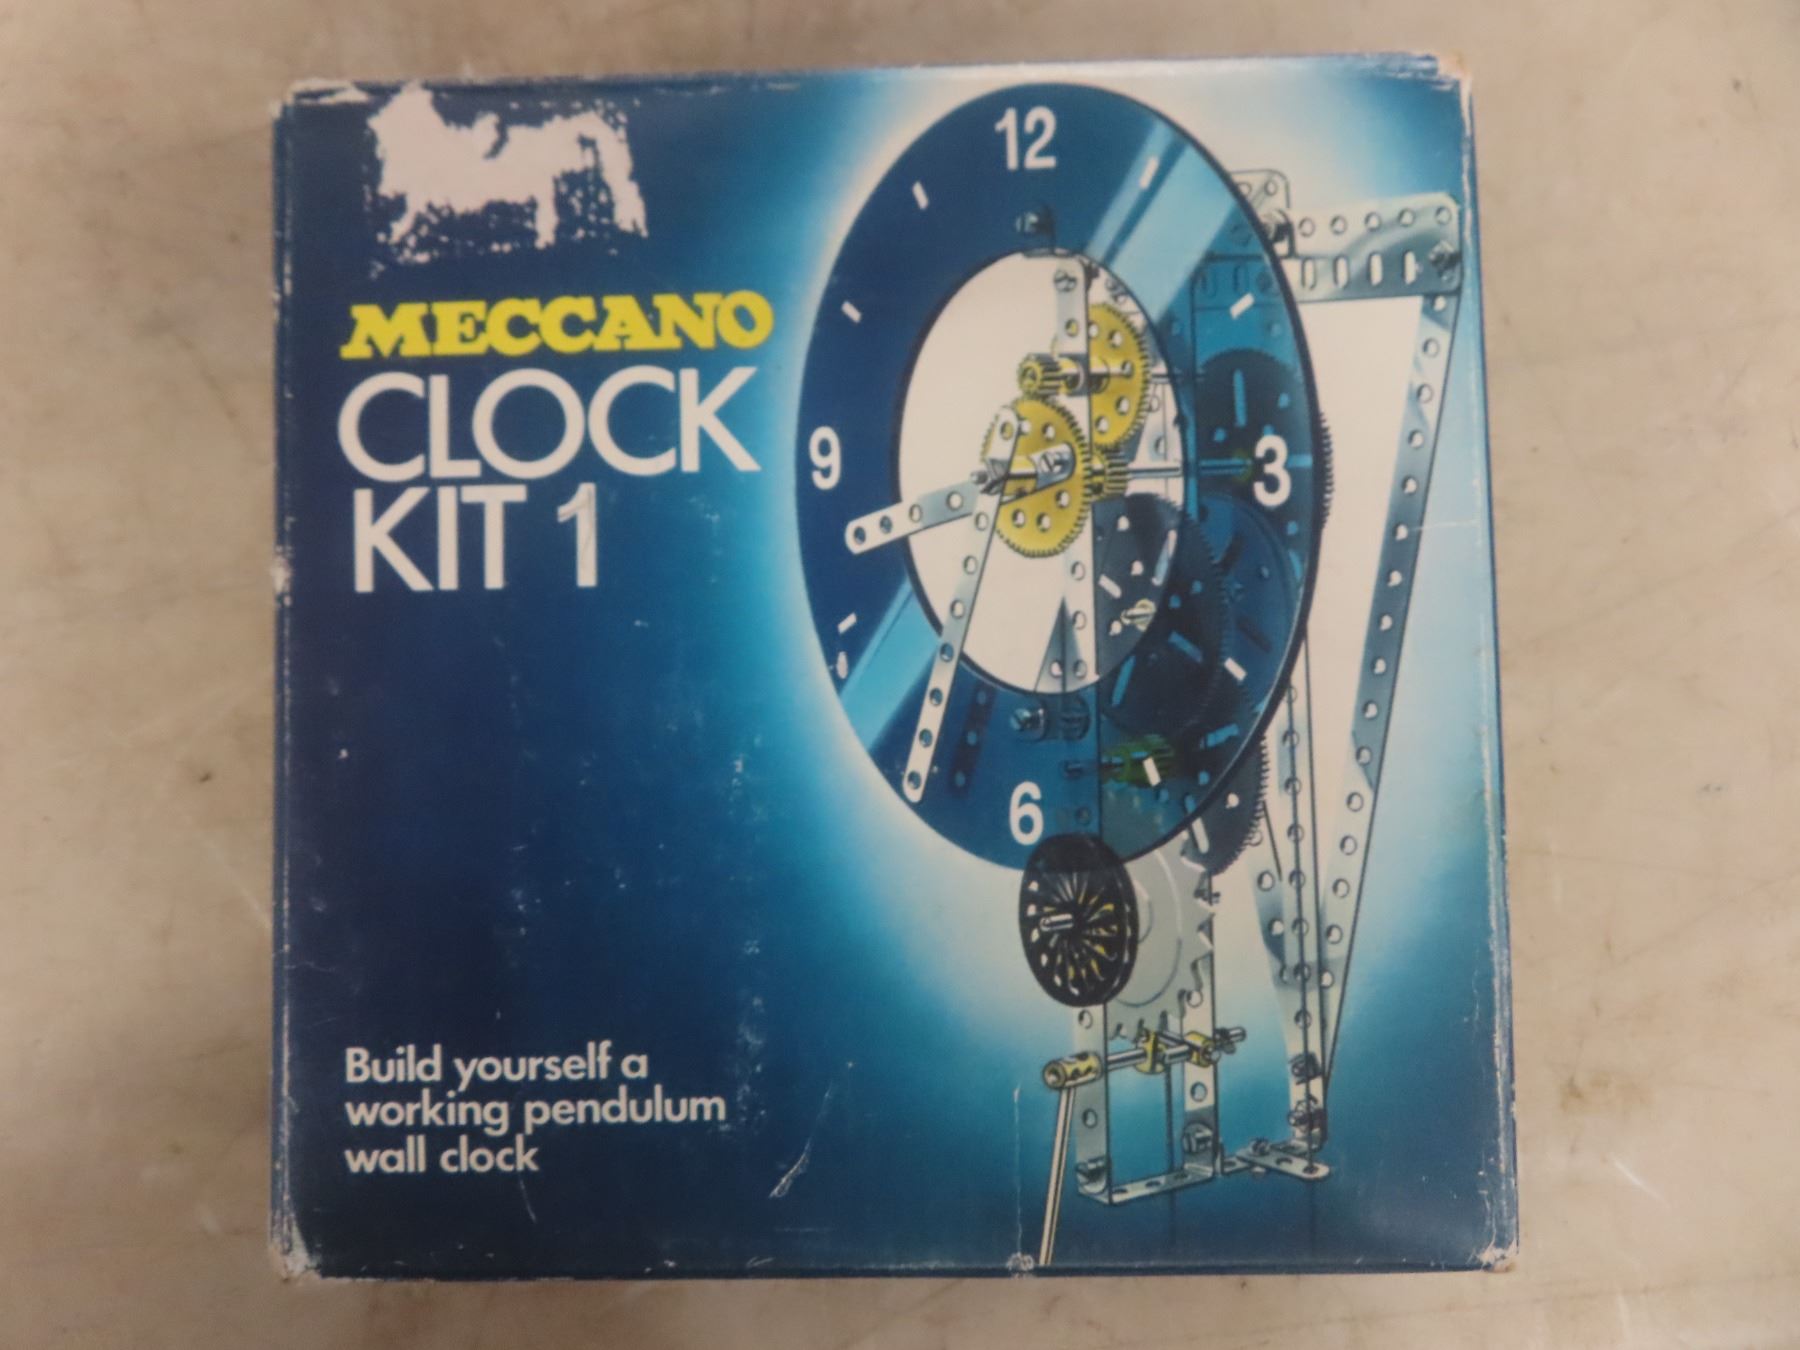 MECCANO
CLOCK
KIT 1
12
9
3
6
Build yourself a
working pendulum
wall clock